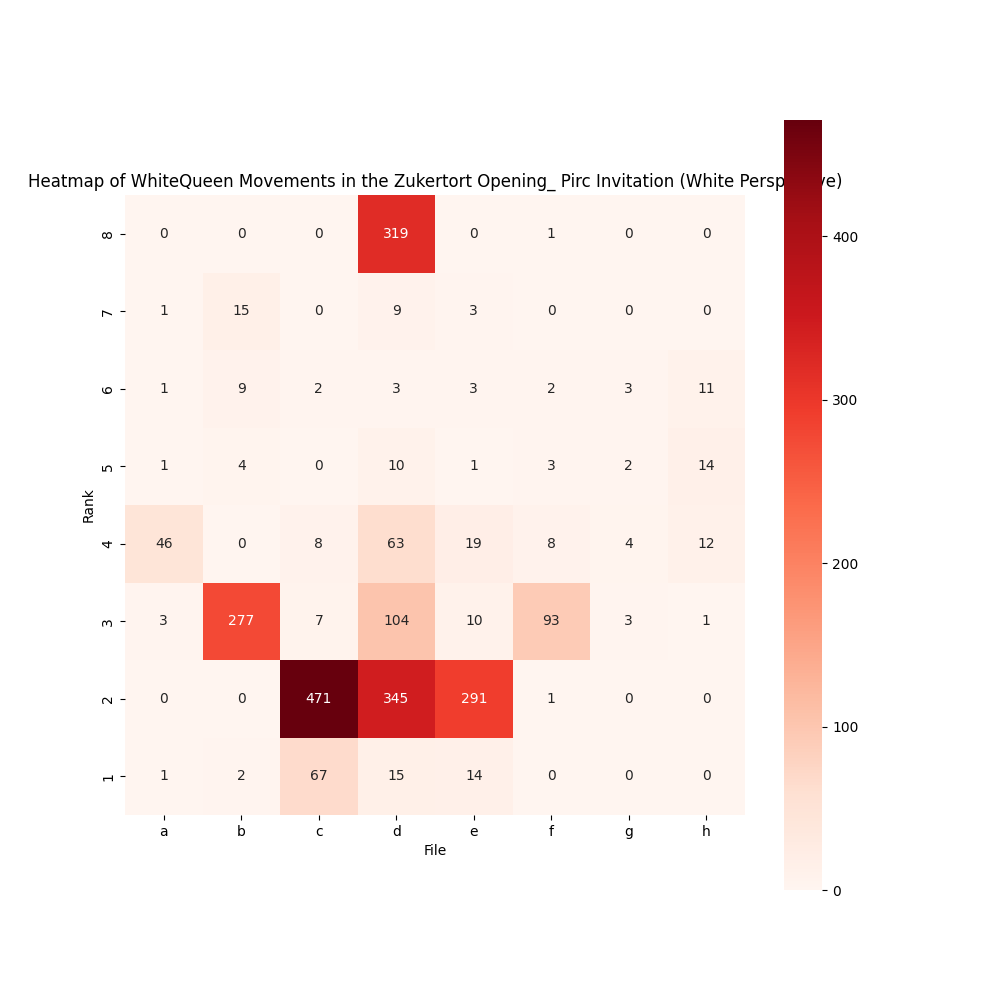 Heatmap of WhiteQueen Movements in the Zukertort Opening_ Pirc Invitation (White Perspective)
8 0 0 0 319 0 1 0 0
7 1 15 0 9 3 0 0 0
6 1 9 2 3 3 2 3 11
5 1 4 0 10 1 3 2 14
Rank
4 46 0 8 63 19 8 4 12
3 3 277 7 104 10 93 3 1
2 0 0 471 345 291 1 0 0
1 1 2 67 15 14 0 0 0
a b c d e f g h
File
400
300
200
100
0